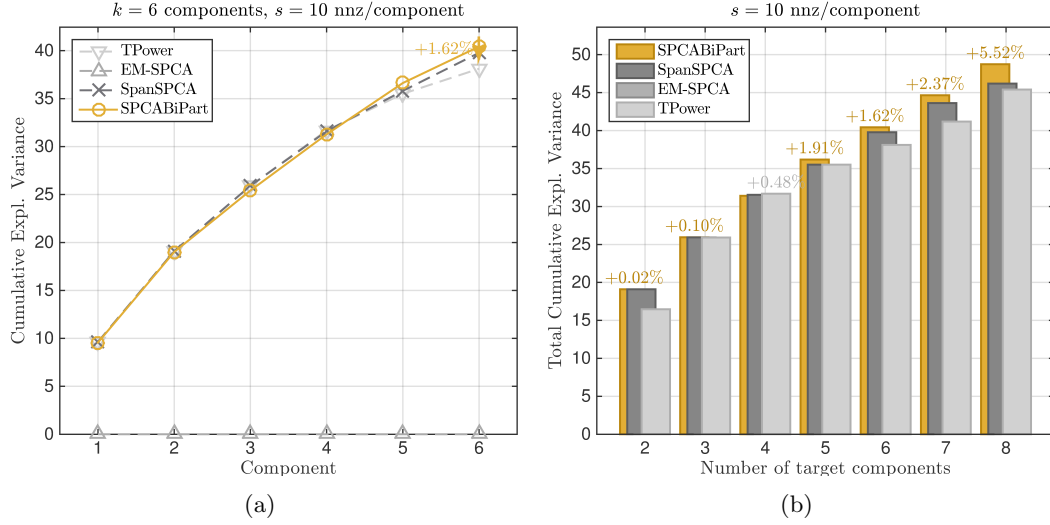 k = 6 components, s = 10 nnz/component
40
35
30
25
20
15
10
5
0
Cumulative Expl. Variance
TPower
EM-SPCA
SpanSPCA
SPCABiPart
+1.62%
1 2 3 4 5 6
Component
(a)
s = 10 nnz/component
50
45
40
35
30
25
20
15
10
5
0
Total Cumulative Expl. Variance
SPCABiPart
SpanSPCA
EM-SPCA
TPower
+0.02%
+0.10%
+0.48%
+1.91%
+1.62%
+2.37%
+5.52%
2 3 4 5 6 7 8
Number of target components
(b)